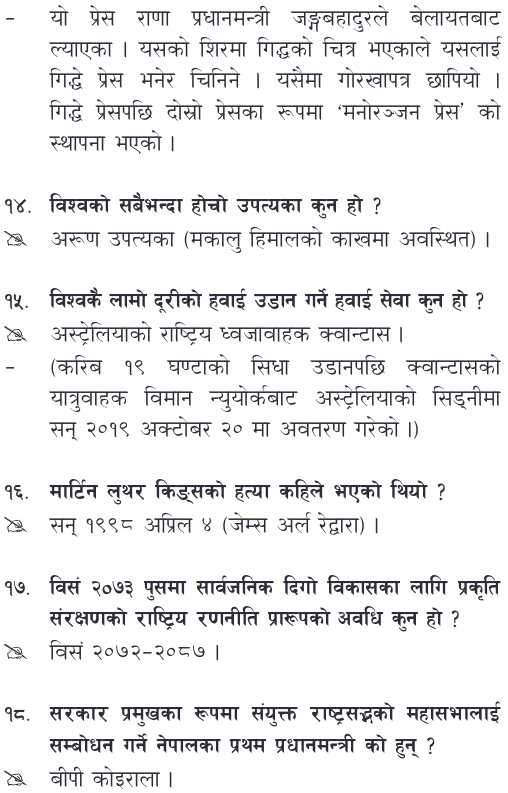 - यो प्रेस राणा प्रधानमन्त्री जङ्गबहादुरले बेलायतबाट
ल्याएका । यसको शिरमा गिद्धको चित्र भएकाले यसलाई
गिद्धे प्रेस भनेर चिनिने । यसैमा गोरखापत्र छापियो ।
गिद्धे प्रेसपछि दोस्रो प्रेसका रूपमा ‘मनोरञ्जन प्रेस’ को
स्थापना भएको ।
१४. विश्वको सबैभन्दा होचो उपत्यका कुन हो ?
अरूण उपत्यका (मकालु हिमालको काखमा अवस्थित) ।
१५. विश्वकै लामो दूरीको हवाई उडान गर्ने हवाई सेवा कुन हो ?
अस्ट्रेलियाको राष्ट्रिय ध्वजावाहक क्वान्टास ।
- (करिब १९ घण्टाको सिधा उडानपछि क्वान्टासको
यात्रुवाहक विमान न्युयोर्कबाट अस्ट्रेलियाको सिड्नीमा
सन् २०१९ अक्टोबर २० मा अवतरण गरेको ।)
१६. मार्टिन लुथर किड्सको हत्या कहिले भएको थियो ?
सन् १९९८ अप्रिल ४ (जेम्स अर्ल रेद्वारा) ।
१७. विसं २०७३ पुसमा सार्वजनिक दिगो विकासका लागि प्रकृति
संरक्षणको राष्ट्रिय रणनीति प्रारूपको अवधि कुन हो ?
विसं २०७२-२०८७ ।
१८. सरकार प्रमुखका रूपमा संयुक्त राष्ट्रसङ्घको महासभालाई
सम्बोधन गर्ने नेपालका प्रथम प्रधानमन्त्री को हुन् ?
बीपी कोइराला ।